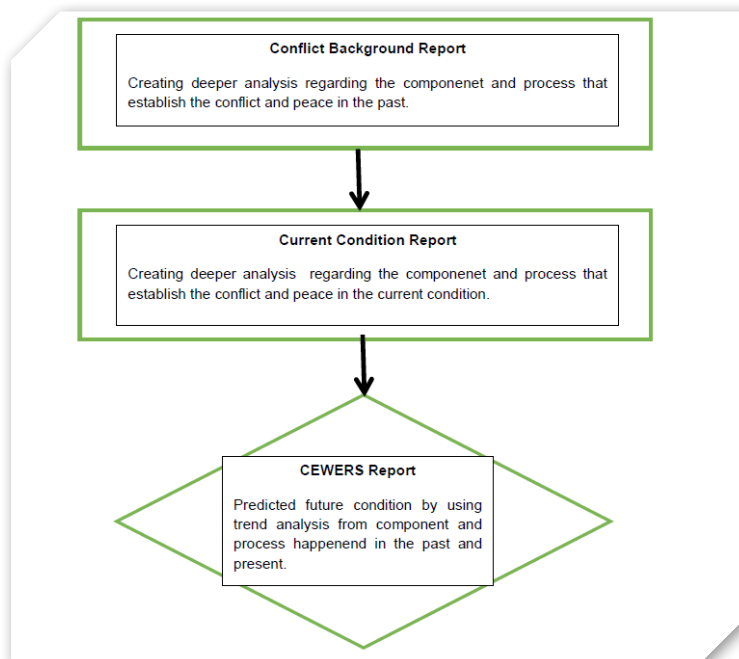 Conflict Background Report
Creating deeper analysis regarding the componenet and process that
establish the conflict and peace in the past.
Current Condition Report
Creating deeper analysis regarding the componenet and process that
establish the conflict and peace in the current condition.
CEWERS Report
Predicted future condition by using
trend analysis from component and
process happenend in the past and
present.